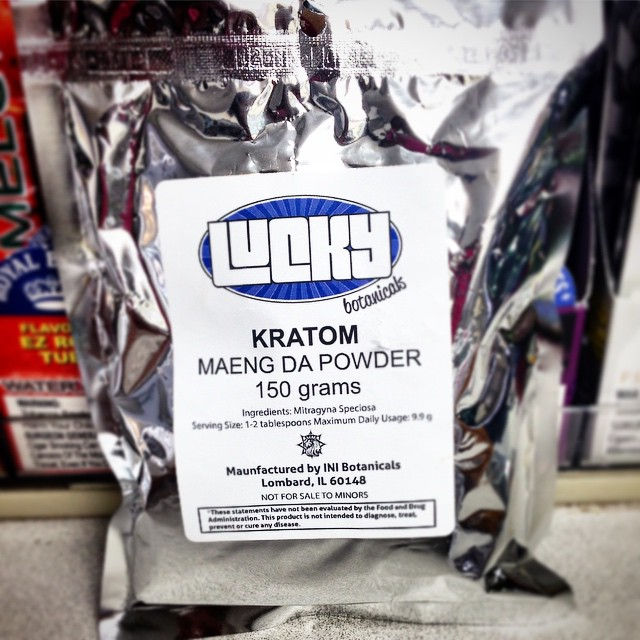 LUCKY
botanicals
KRATOM
MAENG DA POWDER
150 grams
Ingredients: Mitragyna Speciosa
Serving Size: 1-2 tablespoons Maximum Daily Usage: 9.9 g
Maunfactured by INI Botanicals
Lombard, IL 60148
NOT FOR SALE TO MINORS
*These statements have not been evaluated by the Food and Drug
Administration. This product is not intended to diagnose, treat,
prevent or cure any disease.
ROYAL
EZ